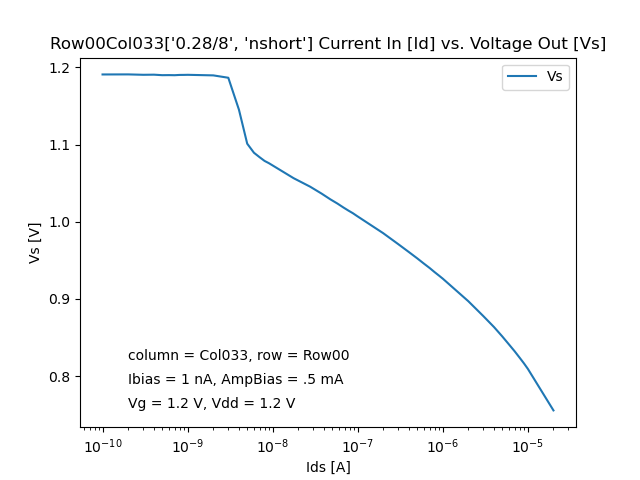 Row00Col033['0.28/8', 'nshort'] Current In [Id] vs. Voltage Out [Vs]
Vs
1.2
1.1
1.0
0.9
0.8
Vs [V]
column = Col033, row = Row00
Ibias = 1 nA, AmpBias = .5 mA
Vg = 1.2 V, Vdd = 1.2 V
10⁻¹⁰ 10⁻⁹ 10⁻⁸ 10⁻⁷ 10⁻⁶ 10⁻⁵
Ids [A]